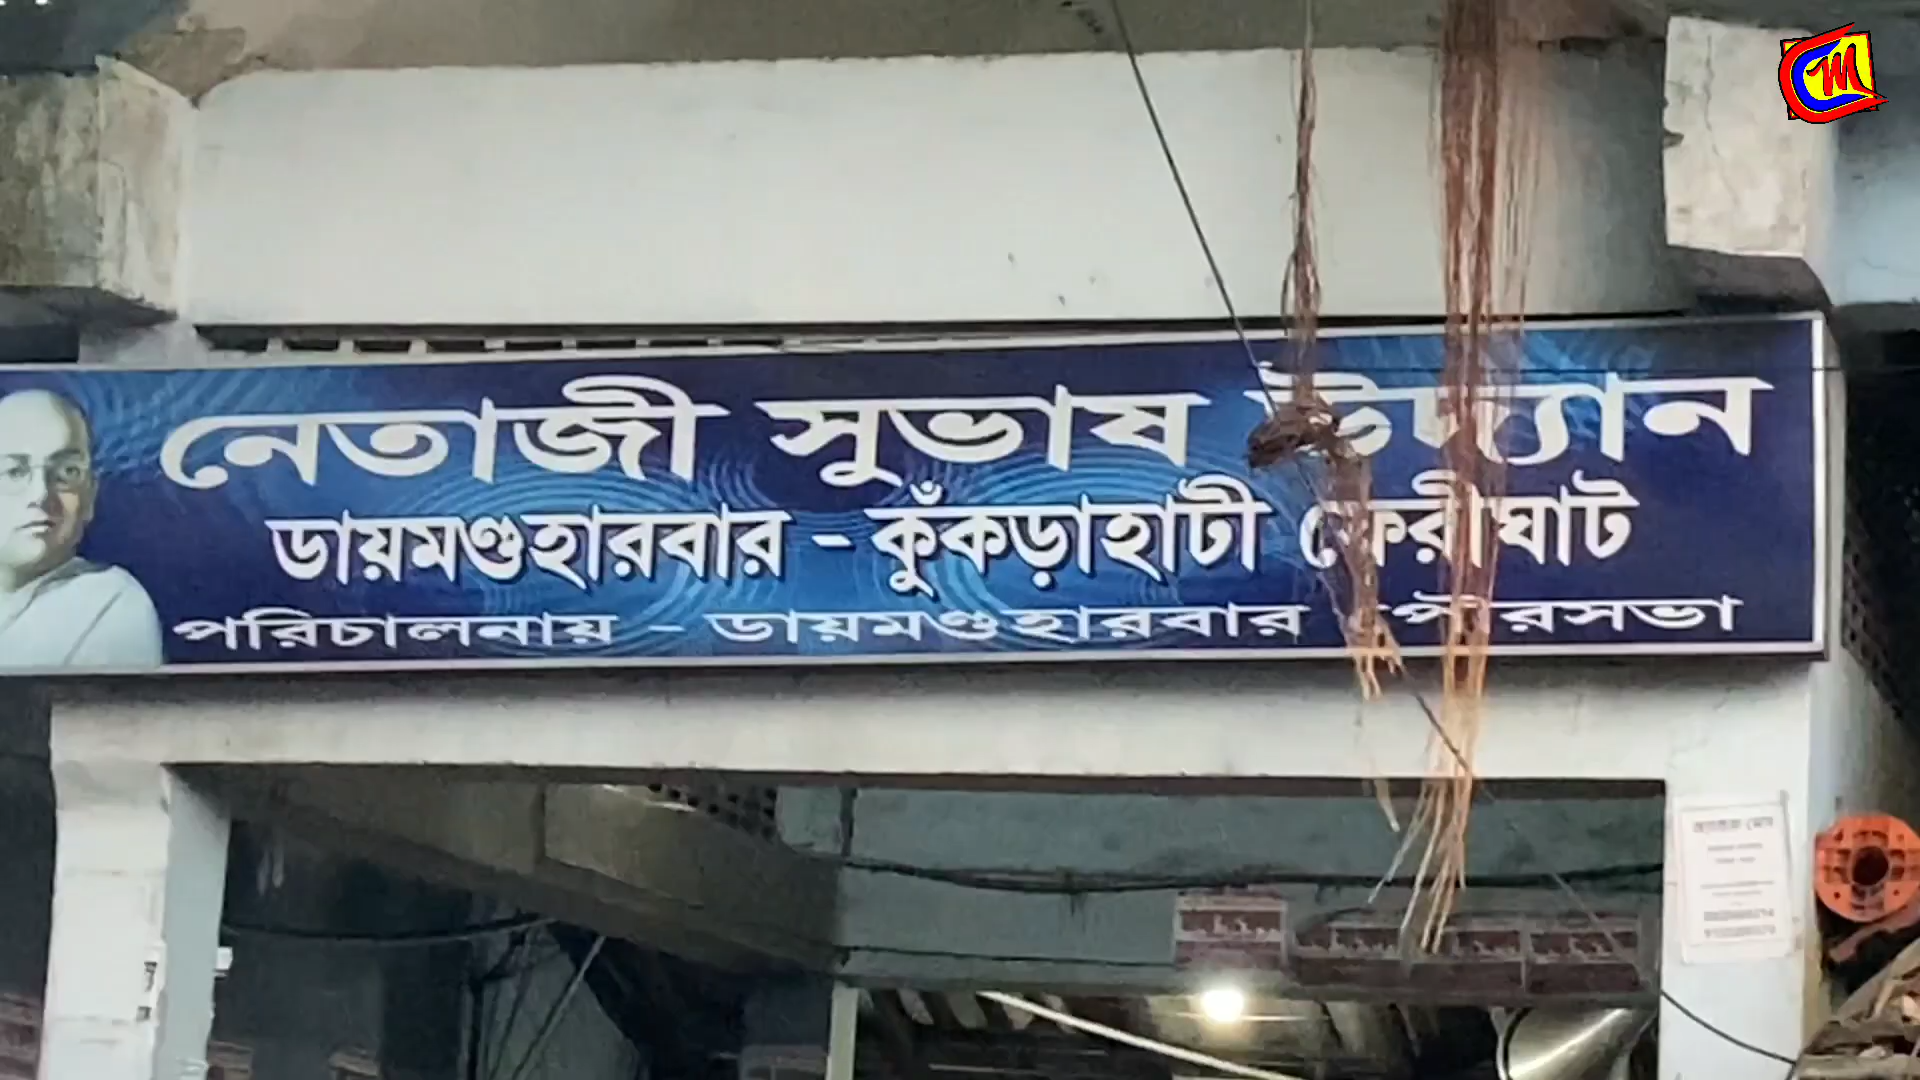 নেতাজী সুভাষ উদ্যান
ডায়মণ্ডহারবার - কুঁকড়াহাটী ফেরীঘাট
পরিচালনায় - ডায়মণ্ডহারবার পৌরসভা